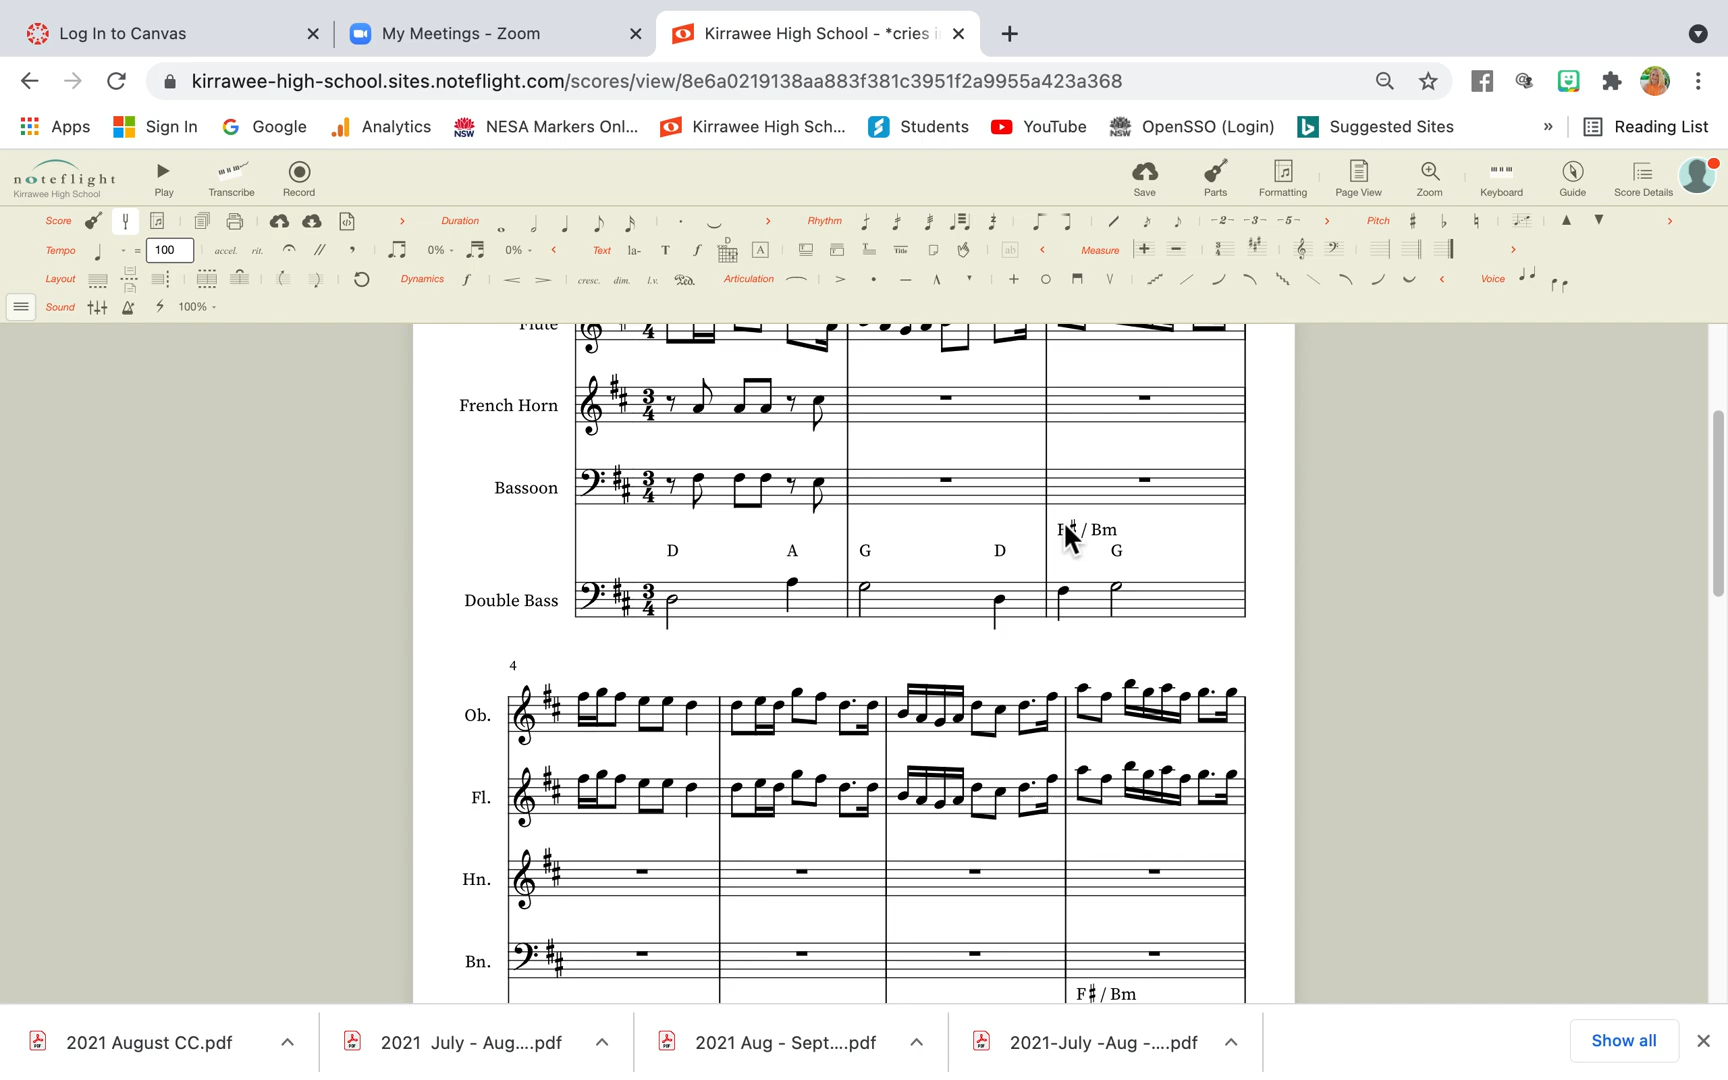 Log In to Canvas
My Meetings - Zoom
Kirrawee High School - *cries i
kirrawee-high-school.sites.noteflight.com/scores/view/8e6a0219138aa883f381c3951f2a9955a423a368
Apps
Sign In
Google
Analytics
NESA Markers Onl...
Kirrawee High Sch...
Students
YouTube
OpenSSO (Login)
Suggested Sites
»
Reading List
noteflight
Kirrawee High School
Play
Transcribe
Record
Save
Parts
Formatting
Page View
Zoom
Keyboard
Guide
Score Details
Score
Duration
Rhythm
-2- -3- -5-
Pitch
Tempo
= 100
accel. rit.
0%
0%
Text
la-
T
f
A
ab
Measure
Layout
Dynamics
f
cresc. dim. l.v.
Articulation
Voice
Sound
100%
Flute
French Horn
Bassoon
F♯ / Bm
D A G D G
Double Bass
4
Ob.
Fl.
Hn.
Bn.
F♯ / Bm
2021 August CC.pdf
2021 July - Aug....pdf
2021 Aug - Sept....pdf
2021-July -Aug -....pdf
Show all